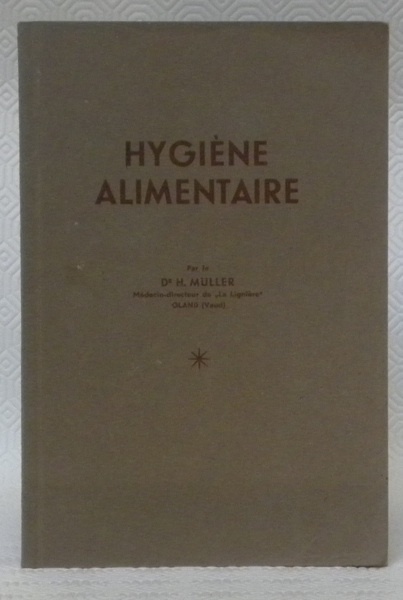 HYGIÈNE
ALIMENTAIRE
Par le
Dr H. MULLER
Médecin-directeur de „La Lignière"
GLAND (Vaud)